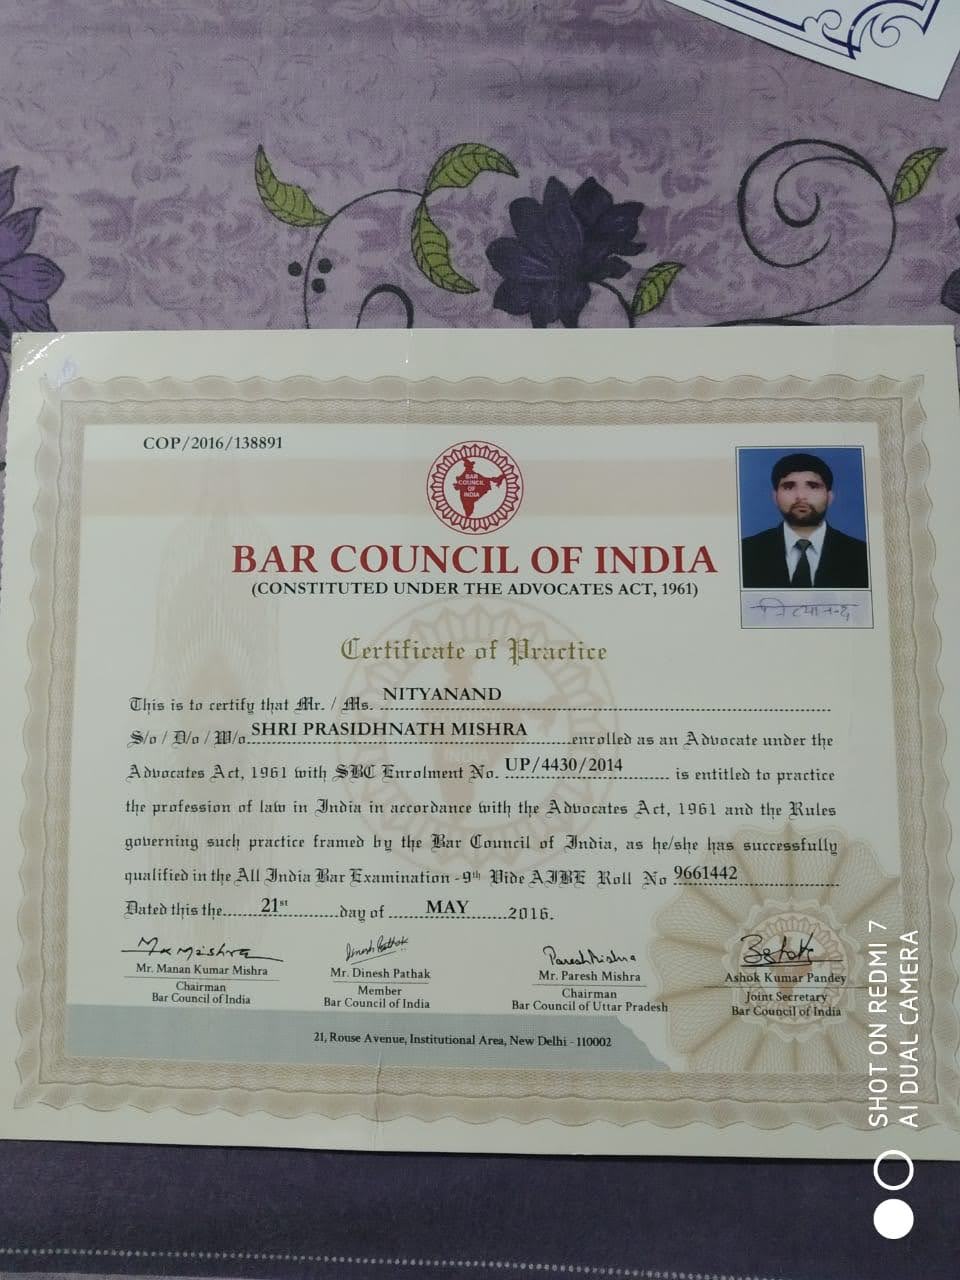 COP/2016/138891
BAR COUNCIL OF INDIA
BAR COUNCIL OF INDIA
(CONSTITUTED UNDER THE ADVOCATES ACT, 1961)
नित्यानन्द
Certificate of Practice
This is to certify that Mr. / Ms. NITYANAND
S/o / D/o / W/o. SHRI PRASIDHNATH MISHRA enrolled as an Advocate under the
Advocates Act, 1961 with SBC Enrolment No. UP/4430/2014 is entitled to practice
the profession of law in India in accordance with the Advocates Act, 1961 and the Rules
governing such practice framed by the Bar Council of India, as he/she has successfully
qualified in the All India Bar Examination - 9th Vide AIBE Roll No 9661442
Dated this the 21st day of MAY 2016.
Mr. Manan Kumar Mishra
Chairman
Bar Council of India
Dinesh Pathak
Mr. Dinesh Pathak
Member
Bar Council of India
Paresh Mishra
Mr. Paresh Mishra
Chairman
Bar Council of Uttar Pradesh
Ashok Kumar Pandey
Joint Secretary
Bar Council of India
21, Rouse Avenue, Institutional Area, New Delhi - 110002
SHOT ON REDMI 7
AI DUAL CAMERA